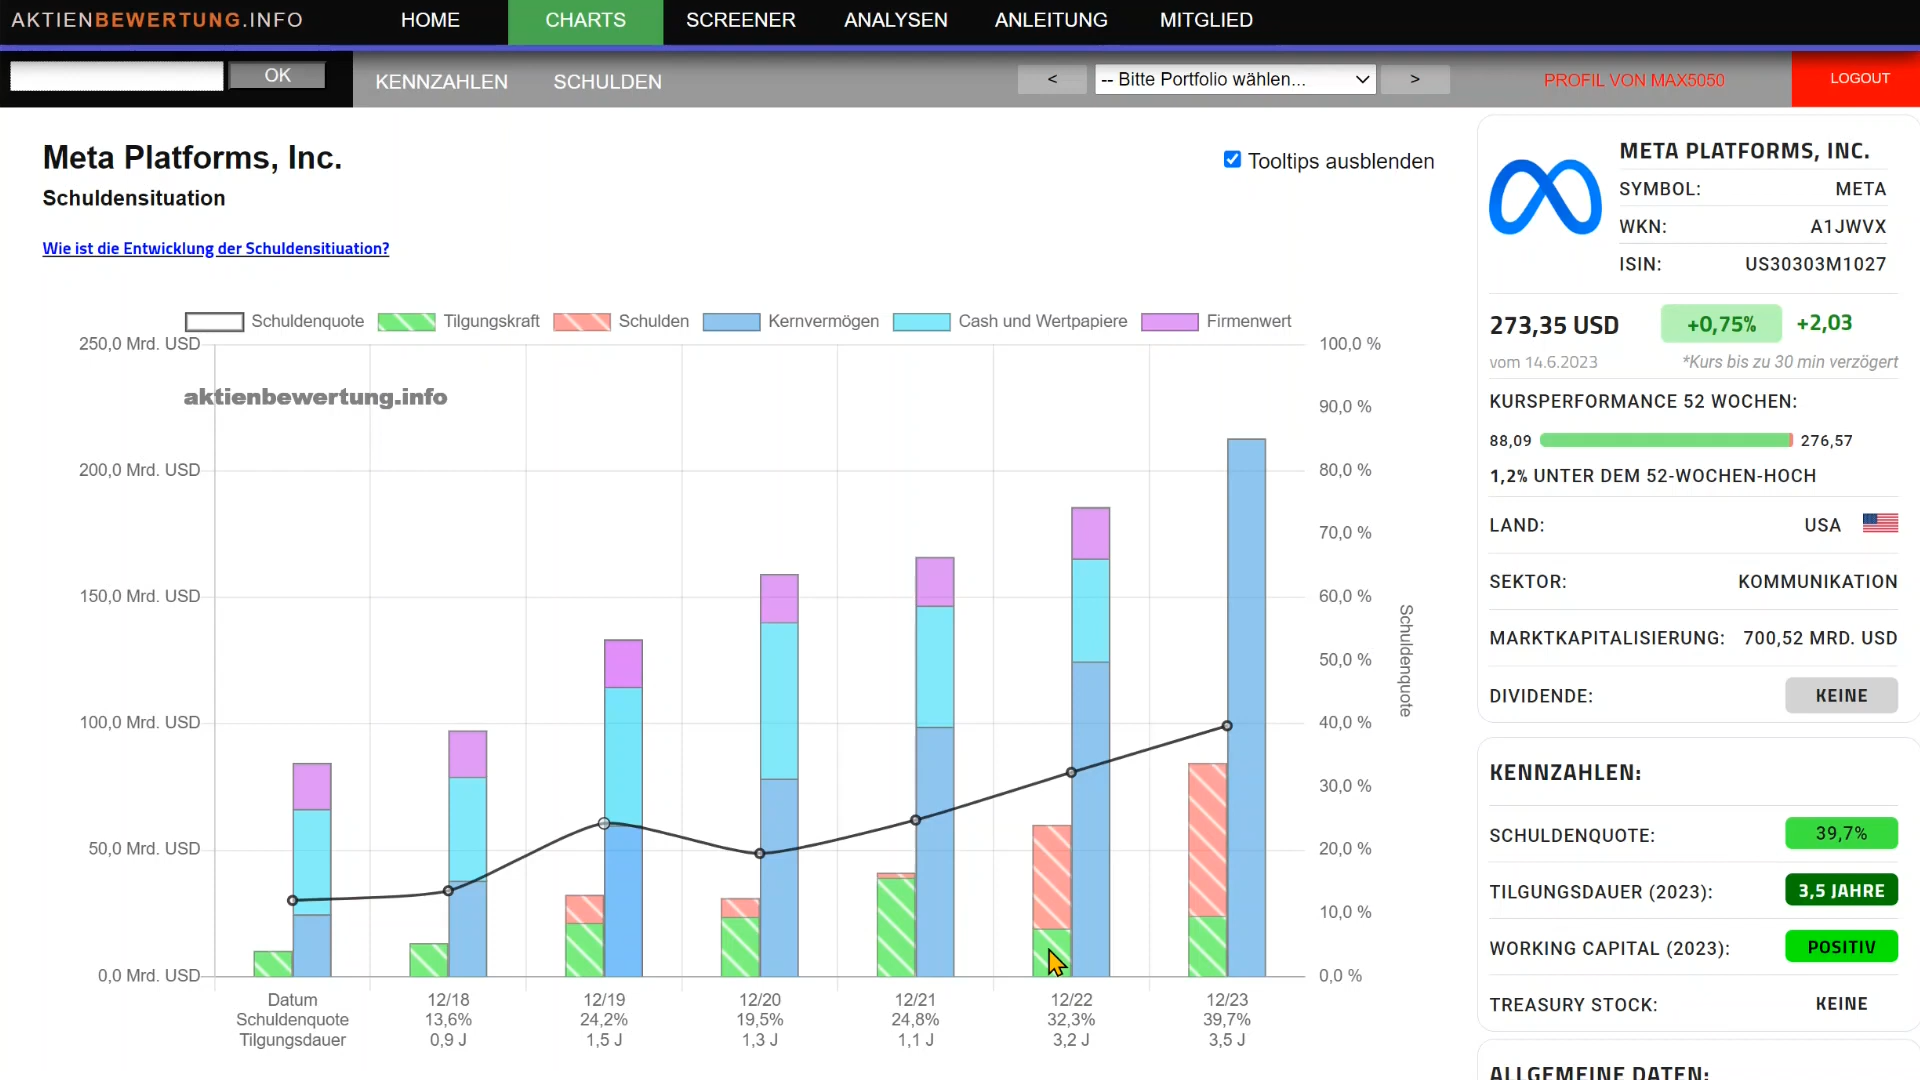 AKTIENBEWERTUNG.INFO
HOME
CHARTS
SCREENER
ANALYSEN
ANLEITUNG
MITGLIED
OK
KENNZAHLEN
SCHULDEN
<
-- Bitte Portfolio wählen...
>
PROFIL VON MAX5050
LOGOUT
Meta Platforms, Inc.
Schuldensituation
Tooltips ausblenden
Wie ist die Entwicklung der Schuldensitiuation?
Schuldenquote
Tilgungskraft
Schulden
Kernvermögen
Cash und Wertpapiere
Firmenwert
250,0 Mrd. USD
200,0 Mrd. USD
150,0 Mrd. USD
100,0 Mrd. USD
50,0 Mrd. USD
0,0 Mrd. USD
aktienbewertung.info
100,0 %
90,0 %
80,0 %
70,0 %
60,0 %
50,0 %
40,0 %
30,0 %
20,0 %
10,0 %
0,0 %
Schuldenquote
Datum 12/18 12/19 12/20 12/21 12/22 12/23
Schuldenquote 13,6% 24,2% 19,5% 24,8% 32,3% 39,7%
Tilgungsdauer 0,9 J 1,5 J 1,3 J 1,1 J 3,2 J 3,5 J
META PLATFORMS, INC.
SYMBOL: META
WKN: A1JWVX
ISIN: US30303M1027
273,35 USD +0,75% +2,03
vom 14.6.2023 *Kurs bis zu 30 min verzögert
KURSPERFORMANCE 52 WOCHEN:
88,09 276,57
1,2% UNTER DEM 52-WOCHEN-HOCH
LAND: USA
SEKTOR: KOMMUNIKATION
MARKTKAPITALISIERUNG: 700,52 MRD. USD
DIVIDENDE: KEINE
KENNZAHLEN:
SCHULDENQUOTE: 39,7%
TILGUNGSDAUER (2023): 3,5 JAHRE
WORKING CAPITAL (2023): POSITIV
TREASURY STOCK: KEINE
ALLGEMEINE DATEN: